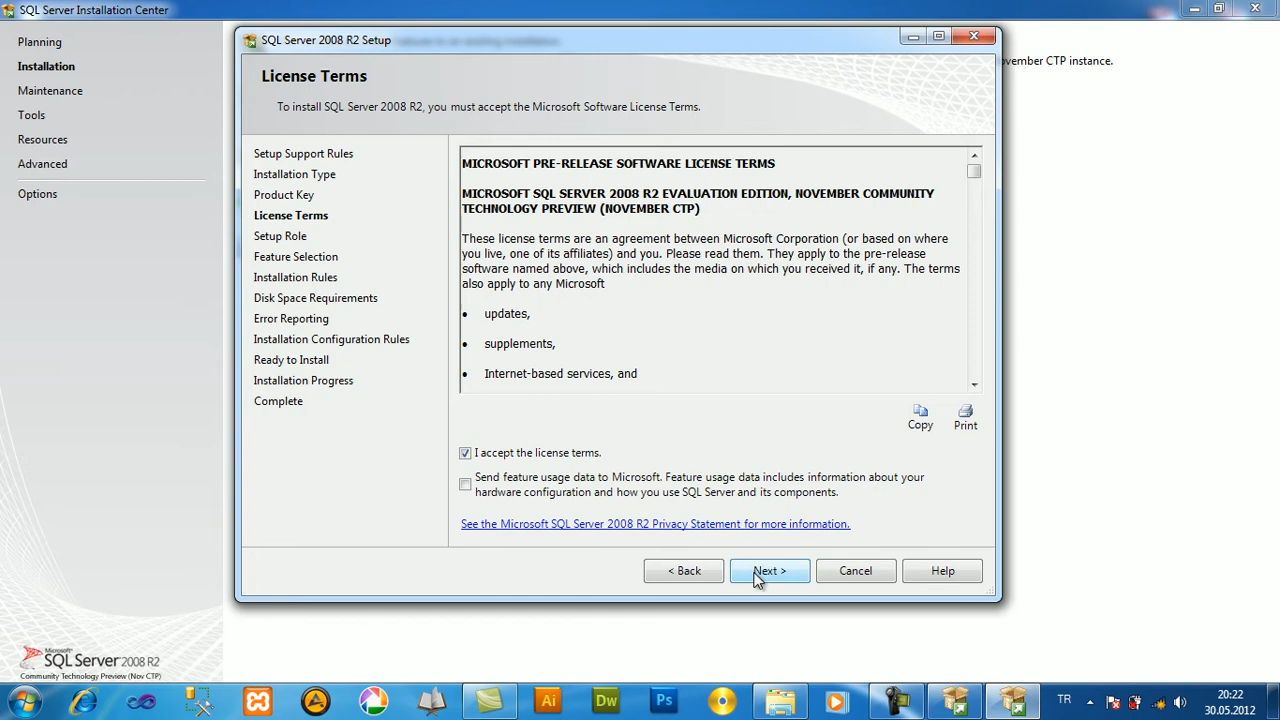 SQL Server Installation Center
Planning
Installation
Maintenance
Tools
Resources
Advanced
Options
SQL Server 2008 R2 Setup
vember CTP instance.
License Terms
To install SQL Server 2008 R2, you must accept the Microsoft Software License Terms.
Setup Support Rules
Installation Type
Product Key
License Terms
Setup Role
Feature Selection
Installation Rules
Disk Space Requirements
Error Reporting
Installation Configuration Rules
Ready to Install
Installation Progress
Complete
MICROSOFT PRE-RELEASE SOFTWARE LICENSE TERMS
MICROSOFT SQL SERVER 2008 R2 EVALUATION EDITION, NOVEMBER COMMUNITY
TECHNOLOGY PREVIEW (NOVEMBER CTP)
These license terms are an agreement between Microsoft Corporation (or based on where
you live, one of its affiliates) and you. Please read them. They apply to the pre-release
software named above, which includes the media on which you received it, if any. The terms
also apply to any Microsoft
• updates,
• supplements,
• Internet-based services, and
Copy
Print
I accept the license terms.
Send feature usage data to Microsoft. Feature usage data includes information about your
hardware configuration and how you use SQL Server and its components.
See the Microsoft SQL Server 2008 R2 Privacy Statement for more information.
< Back
Next >
Cancel
Help
Microsoft
SQL Server 2008 R2
Community Technology Preview (Nov CTP)
Ai
Dw
Ps
TR
20:22
30.05.2012